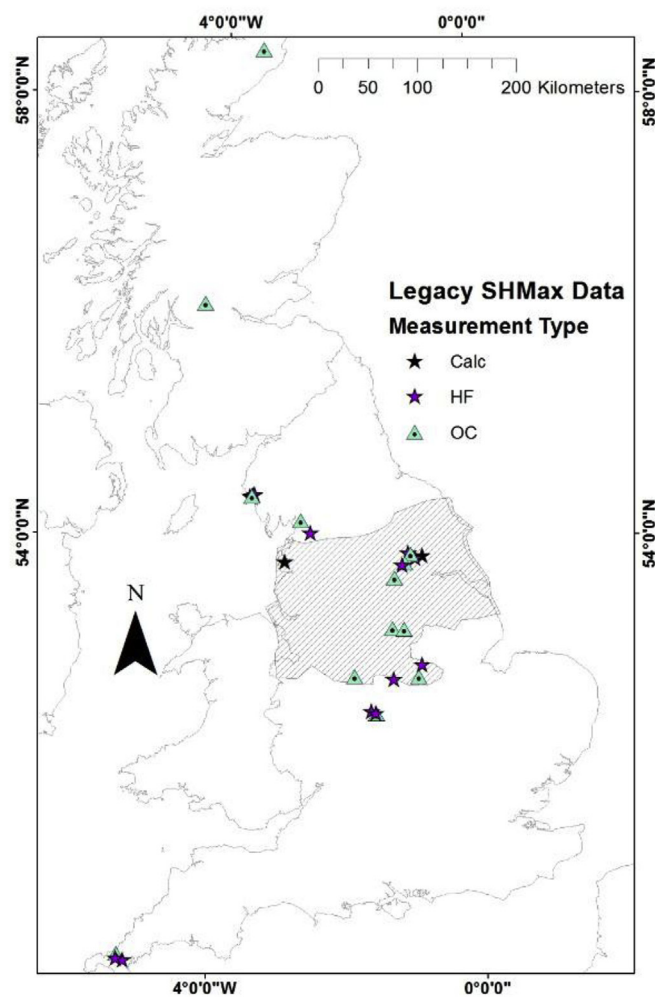 4°0'0"W 0°0'0"
58°0'0"N 58°0'0"N
0 50 100 200 Kilometers
Legacy SHMax Data
Measurement Type
Calc
HF
OC
54°0'0"N 54°0'0"N
N
4°0'0"W 0°0'0"